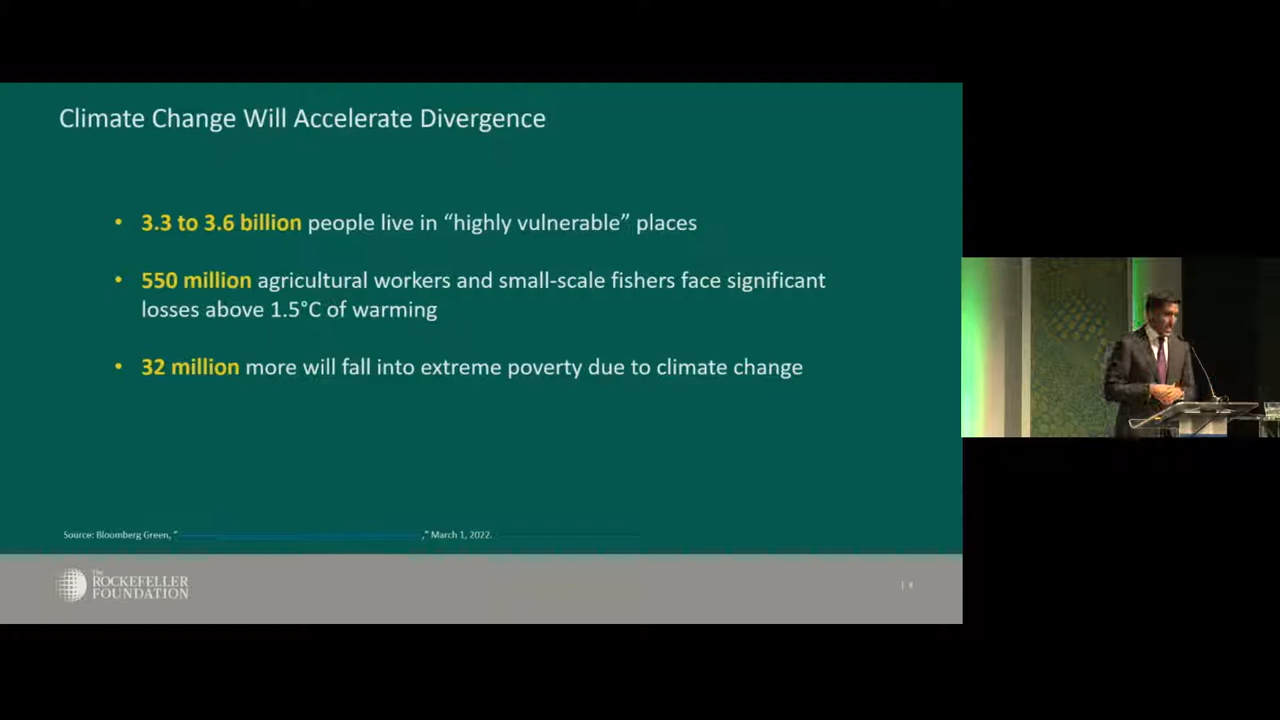 Climate Change Will Accelerate Divergence
• 3.3 to 3.6 billion people live in “highly vulnerable” places
• 550 million agricultural workers and small-scale fishers face significant
losses above 1.5°C of warming
• 32 million more will fall into extreme poverty due to climate change
Source: Bloomberg Green, “ ,” March 1, 2022.
The
ROCKEFELLER
FOUNDATION